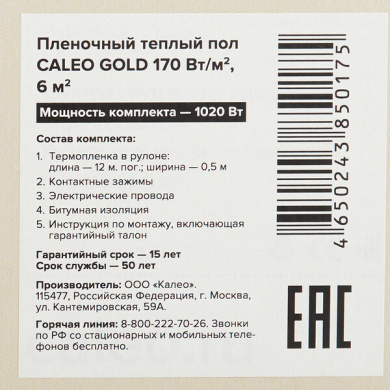 Пленочный теплый пол
CALEO GOLD 170 Вт/м²,
6 м²
Мощность комплекта — 1020 Вт
Состав комплекта:
1. Термопленка в рулоне:
длина — 12 м. пог.; ширина — 0,5 м
2. Контактные зажимы
3. Электрические провода
4. Битумная изоляция
5. Инструкция по монтажу, включающая
гарантийный талон
Гарантийный срок — 15 лет
Срок службы — 50 лет
Производитель: ООО «Калео».
115477, Российская Федерация, г. Москва,
ул. Кантемировская, 59А.
Горячая линия: 8-800-222-70-26. Звонки
по РФ со стационарных и мобильных теле-
фонов бесплатно.
4 650243 850175
EAC